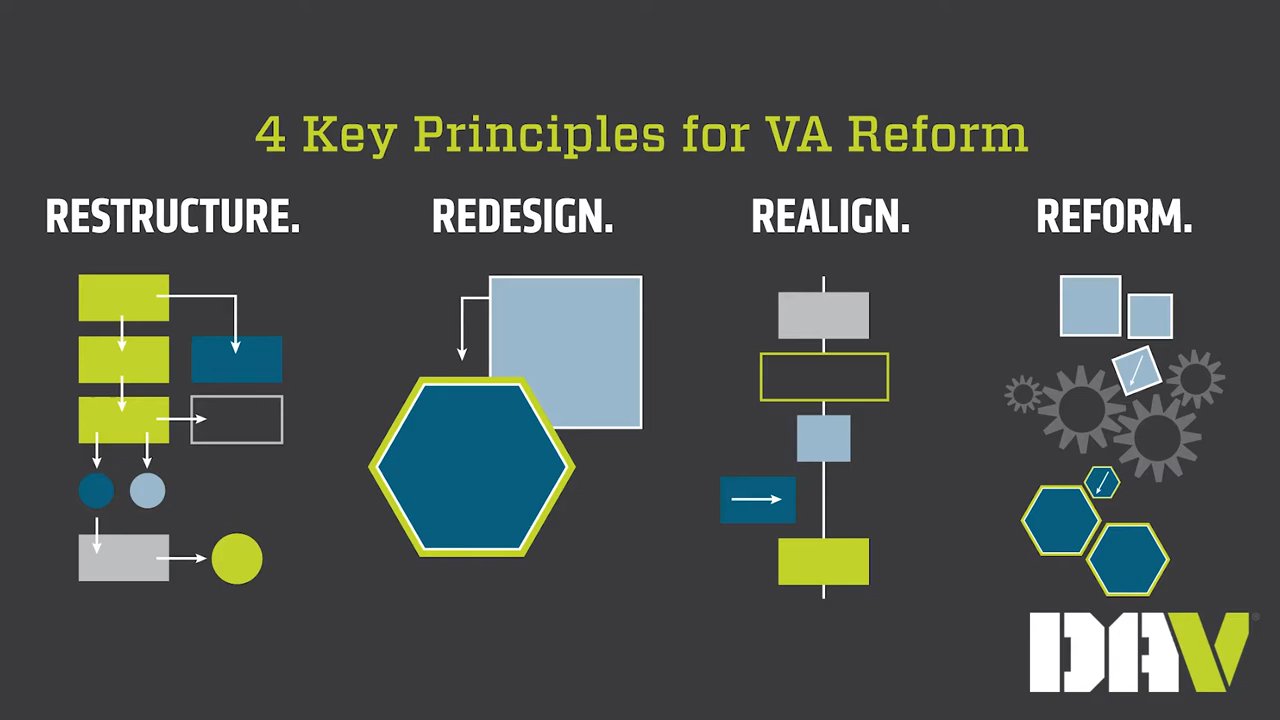 4 Key Principles for VA Reform
RESTRUCTURE.
REDESIGN.
REALIGN.
REFORM.
DAV